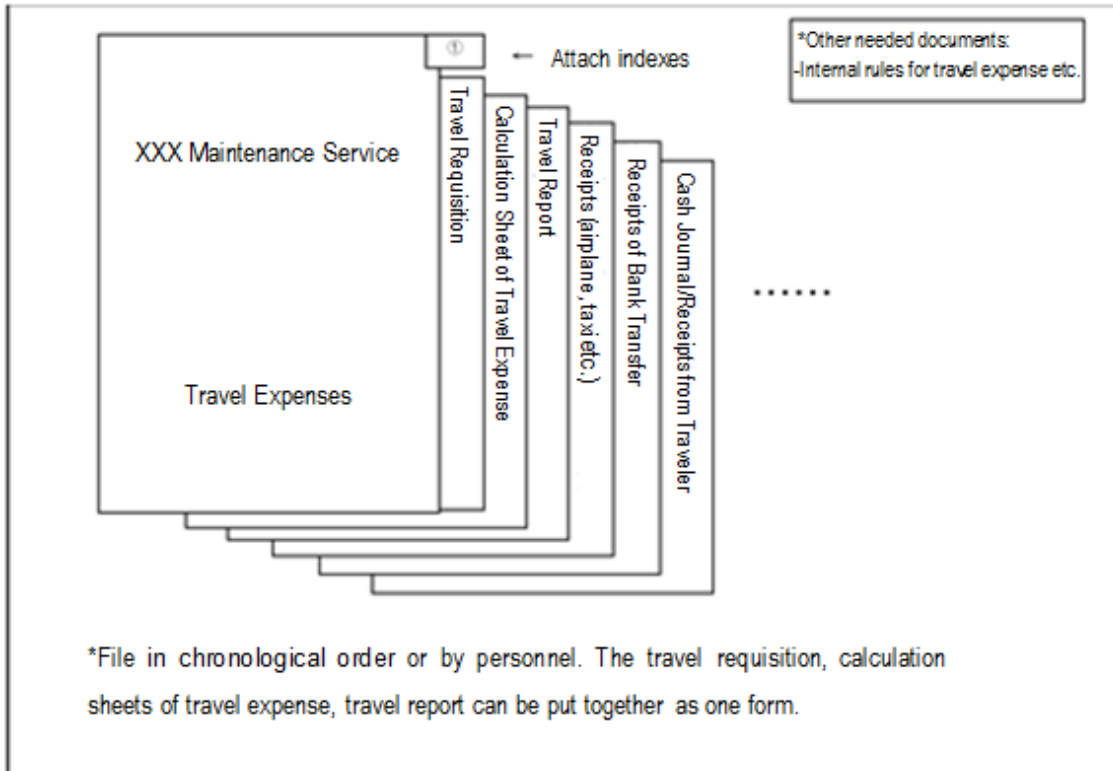 ①
← Attach indexes
*Other needed documents:
-Internal rules for travel expense etc.
XXX Maintenance Service
Travel Expenses
Travel Requisition
Calculation Sheet of Travel Expense
Travel Report
Receipts (airplane, taxi etc.)
Receipts of Bank Transfer
Cash Journal/Receipts from Traveler
......
*File in chronological order or by personnel. The travel requisition, calculation
sheets of travel expense, travel report can be put together as one form.